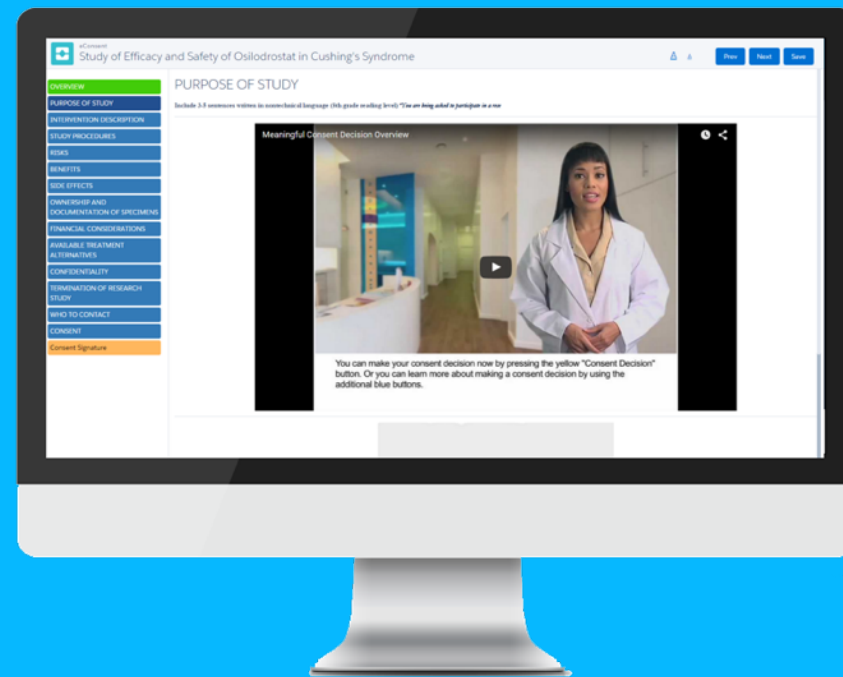 eConsent
Study of Efficacy and Safety of Osilodrostat in Cushing's Syndrome
A A
Prev Next Save
OVERVIEW
PURPOSE OF STUDY
INTERVENTION DESCRIPTION
STUDY PROCEDURES
RISKS
BENEFITS
SIDE EFFECTS
OWNERSHIP AND
DOCUMENTATION OF SPECIMENS
FINANCIAL CONSIDERATIONS
AVAILABLE TREATMENT
ALTERNATIVES
CONFIDENTIALITY
TERMINATION OF RESEARCH
STUDY
WHO TO CONTACT
CONSENT
Consent Signature
PURPOSE OF STUDY
Include 3-8 sentences written in nontechnical language (8th grade reading level) "You are being asked to participate in a rese
Meaningful Consent Decision Overview
You can make your consent decision now by pressing the yellow "Consent Decision"
button. Or you can learn more about making a consent decision by using the
additional blue buttons.